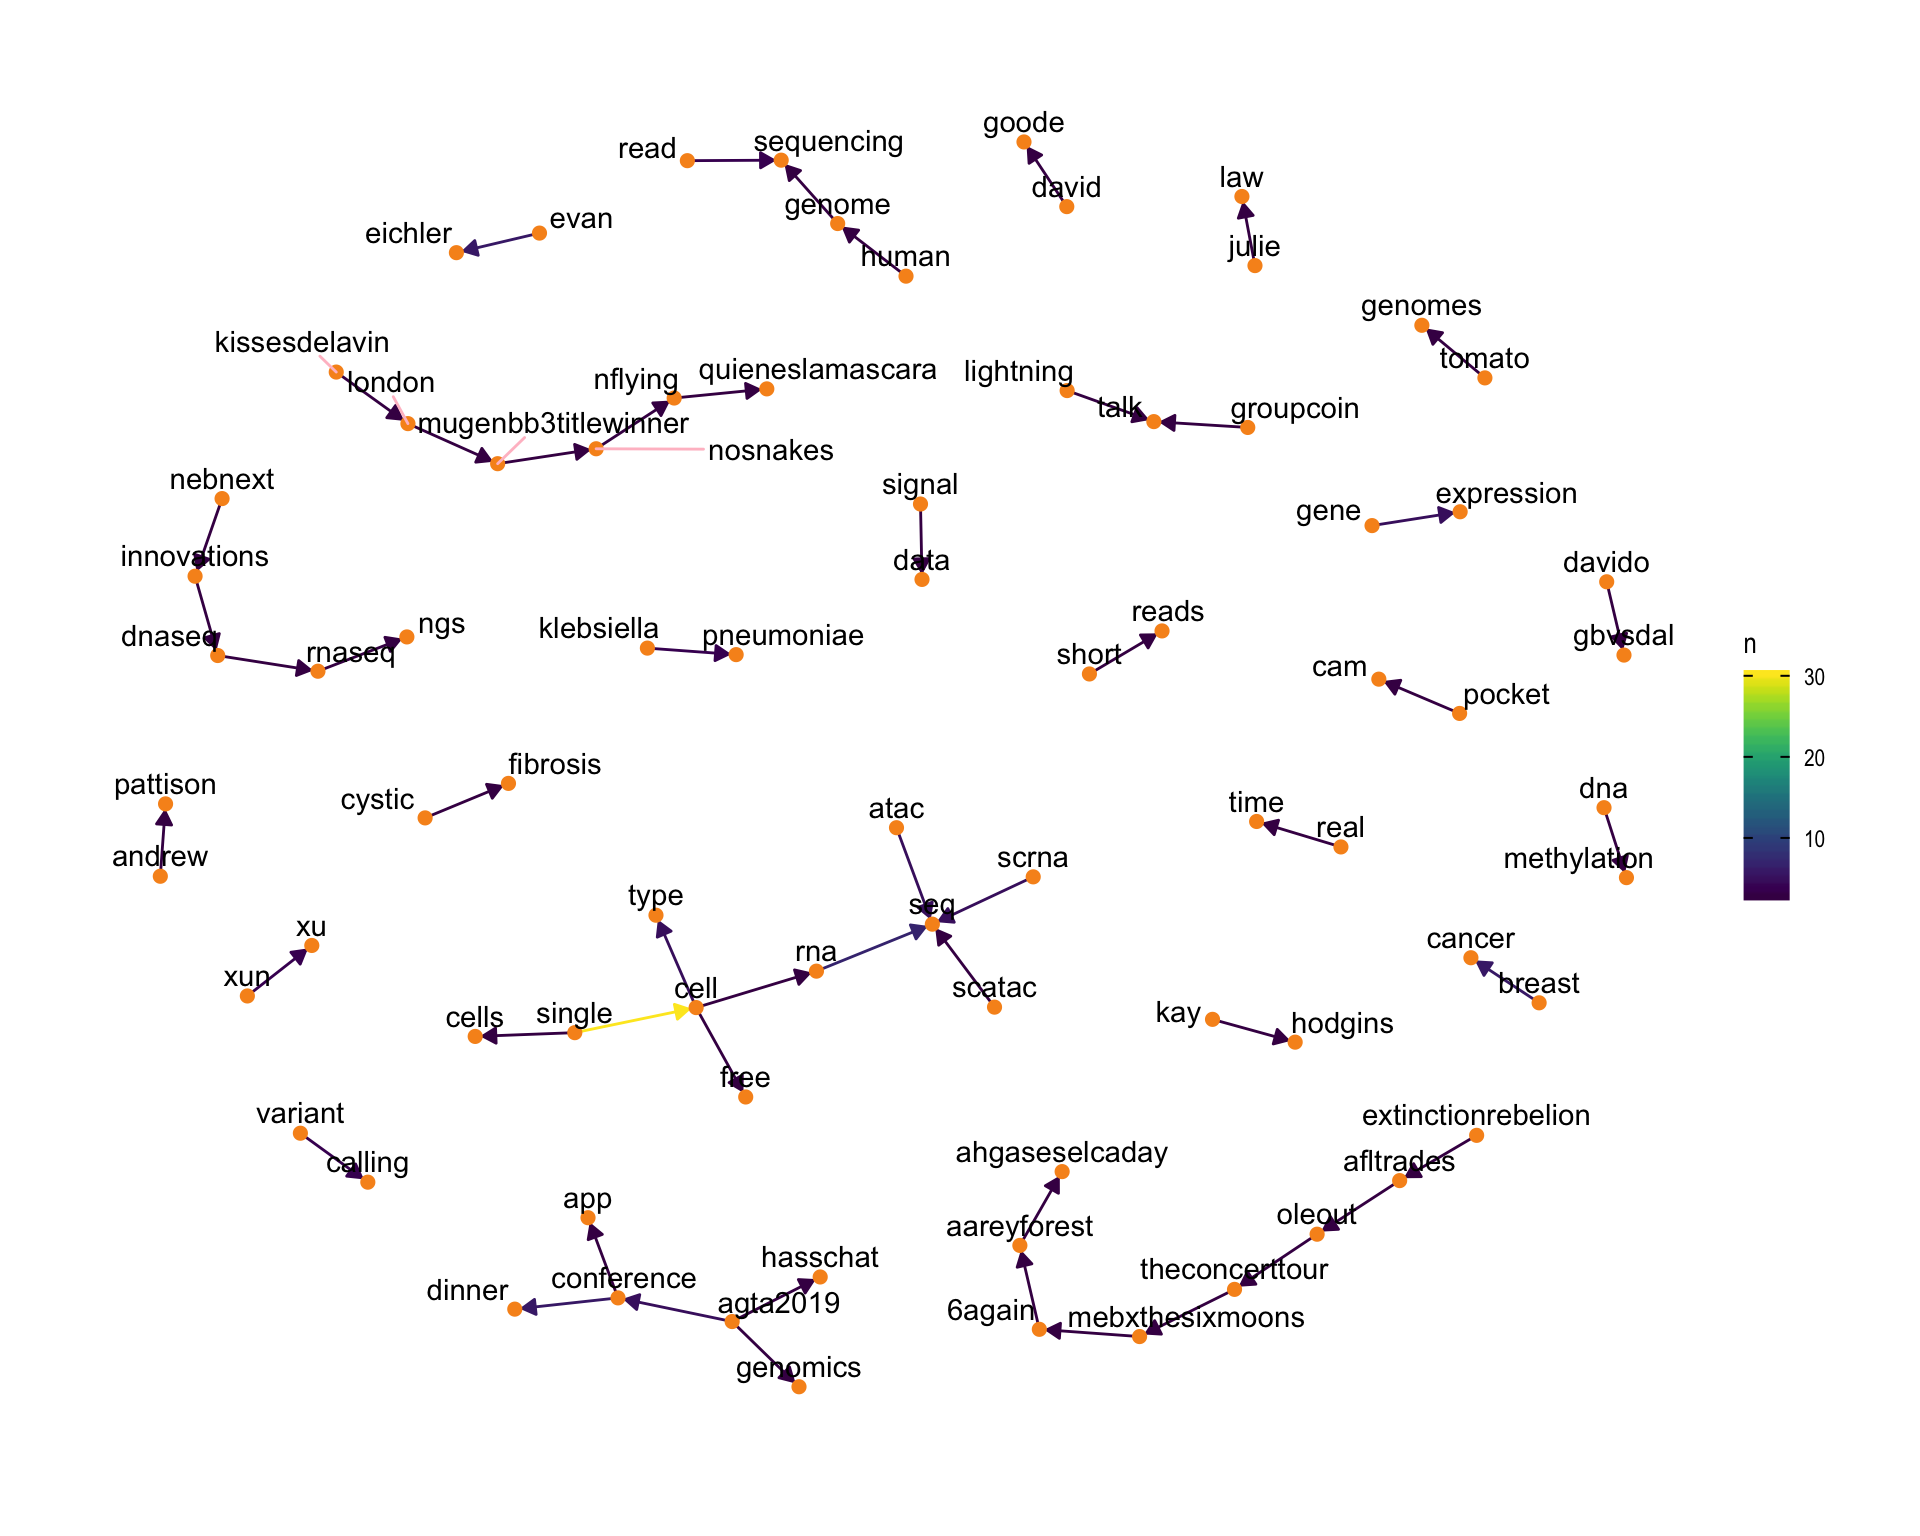 goode
read
sequencing
law
david
genome
evan
eichler
julie
human
genomes
kissesdelavin
tomato
london
nflying
quieneslamascara
lightning
talk
groupcoin
mugenbb3titlewinner
nosnakes
nebnext
signal
expression
gene
innovations
data
davido
reads
ngs
klebsiella
pneumoniae
dnaseq
rnaseq
short
gbvsdal
n
cam
30
pocket
20
fibrosis
pattison
cystic
atac
time
real
dna
10
andrew
scrna
methylation
type
seq
xu
rna
cancer
xun
cell
scatac
breast
cells
single
kay
hodgins
free
variant
extinctionrebelion
calling
ahgaseselcaday
afltrades
app
aareyforest
oleout
hasschat
conference
theconcerttour
dinner
agta2019
6again
mebxthesixmoons
genomics